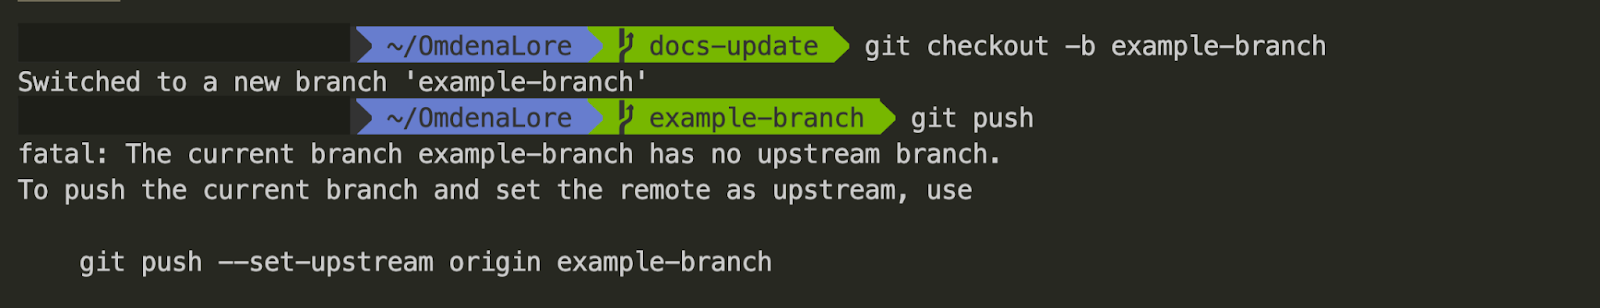 ~/OmdenaLore docs-update git checkout -b example-branch
Switched to a new branch 'example-branch'
~/OmdenaLore example-branch git push
fatal: The current branch example-branch has no upstream branch.
To push the current branch and set the remote as upstream, use
git push --set-upstream origin example-branch